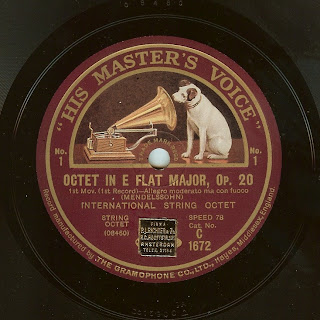 "HIS MASTER'S VOICE"
No. 1
No. 1
OCTET IN E FLAT MAJOR, Op. 20
1st Mov. (1st Record)—Allegro moderato ma con fuoco
(MENDELSSOHN)
INTERNATIONAL STRING OCTET
STRING OCTET
(08460)
SPEED 78
Cat. No.
C 1672
FIRMA
AMSTERDAM
Record manufactured by THE GRAMOPHONE CO., LTD., Hayes, Middlesex, England.